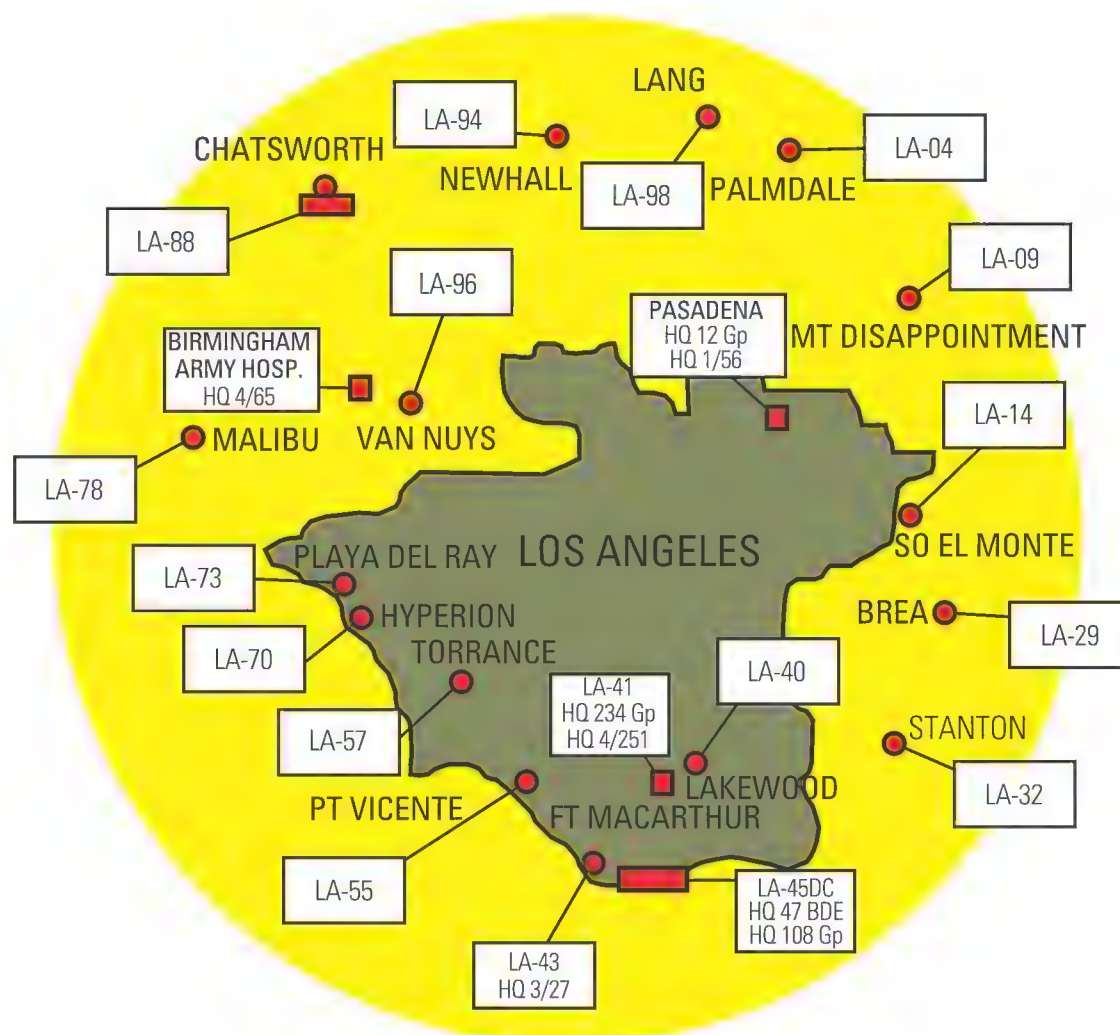 LANG
LA-94
CHATSWORTH
LA-04
NEWHALL
LA-98
PALMDALE
LA-88
LA-09
LA-96
PASADENA
HQ 12 Gp
HQ 1/56
MT DISAPPOINTMENT
BIRMINGHAM
ARMY HOSP.
HQ 4/65
LA-14
MALIBU
VAN NUYS
LA-78
SO EL MONTE
PLAYA DEL RAY
LOS ANGELES
LA-73
HYPERION
BREA
LA-29
TORRANCE
LA-70
LA-40
LA-41
HQ 234 Gp
HQ 4/251
STANTON
LA-57
LAKEWOOD
LA-32
PT VICENTE
FT MACARTHUR
LA-55
LA-45DC
HQ 47 BDE
HQ 108 Gp
LA-43
HQ 3/27